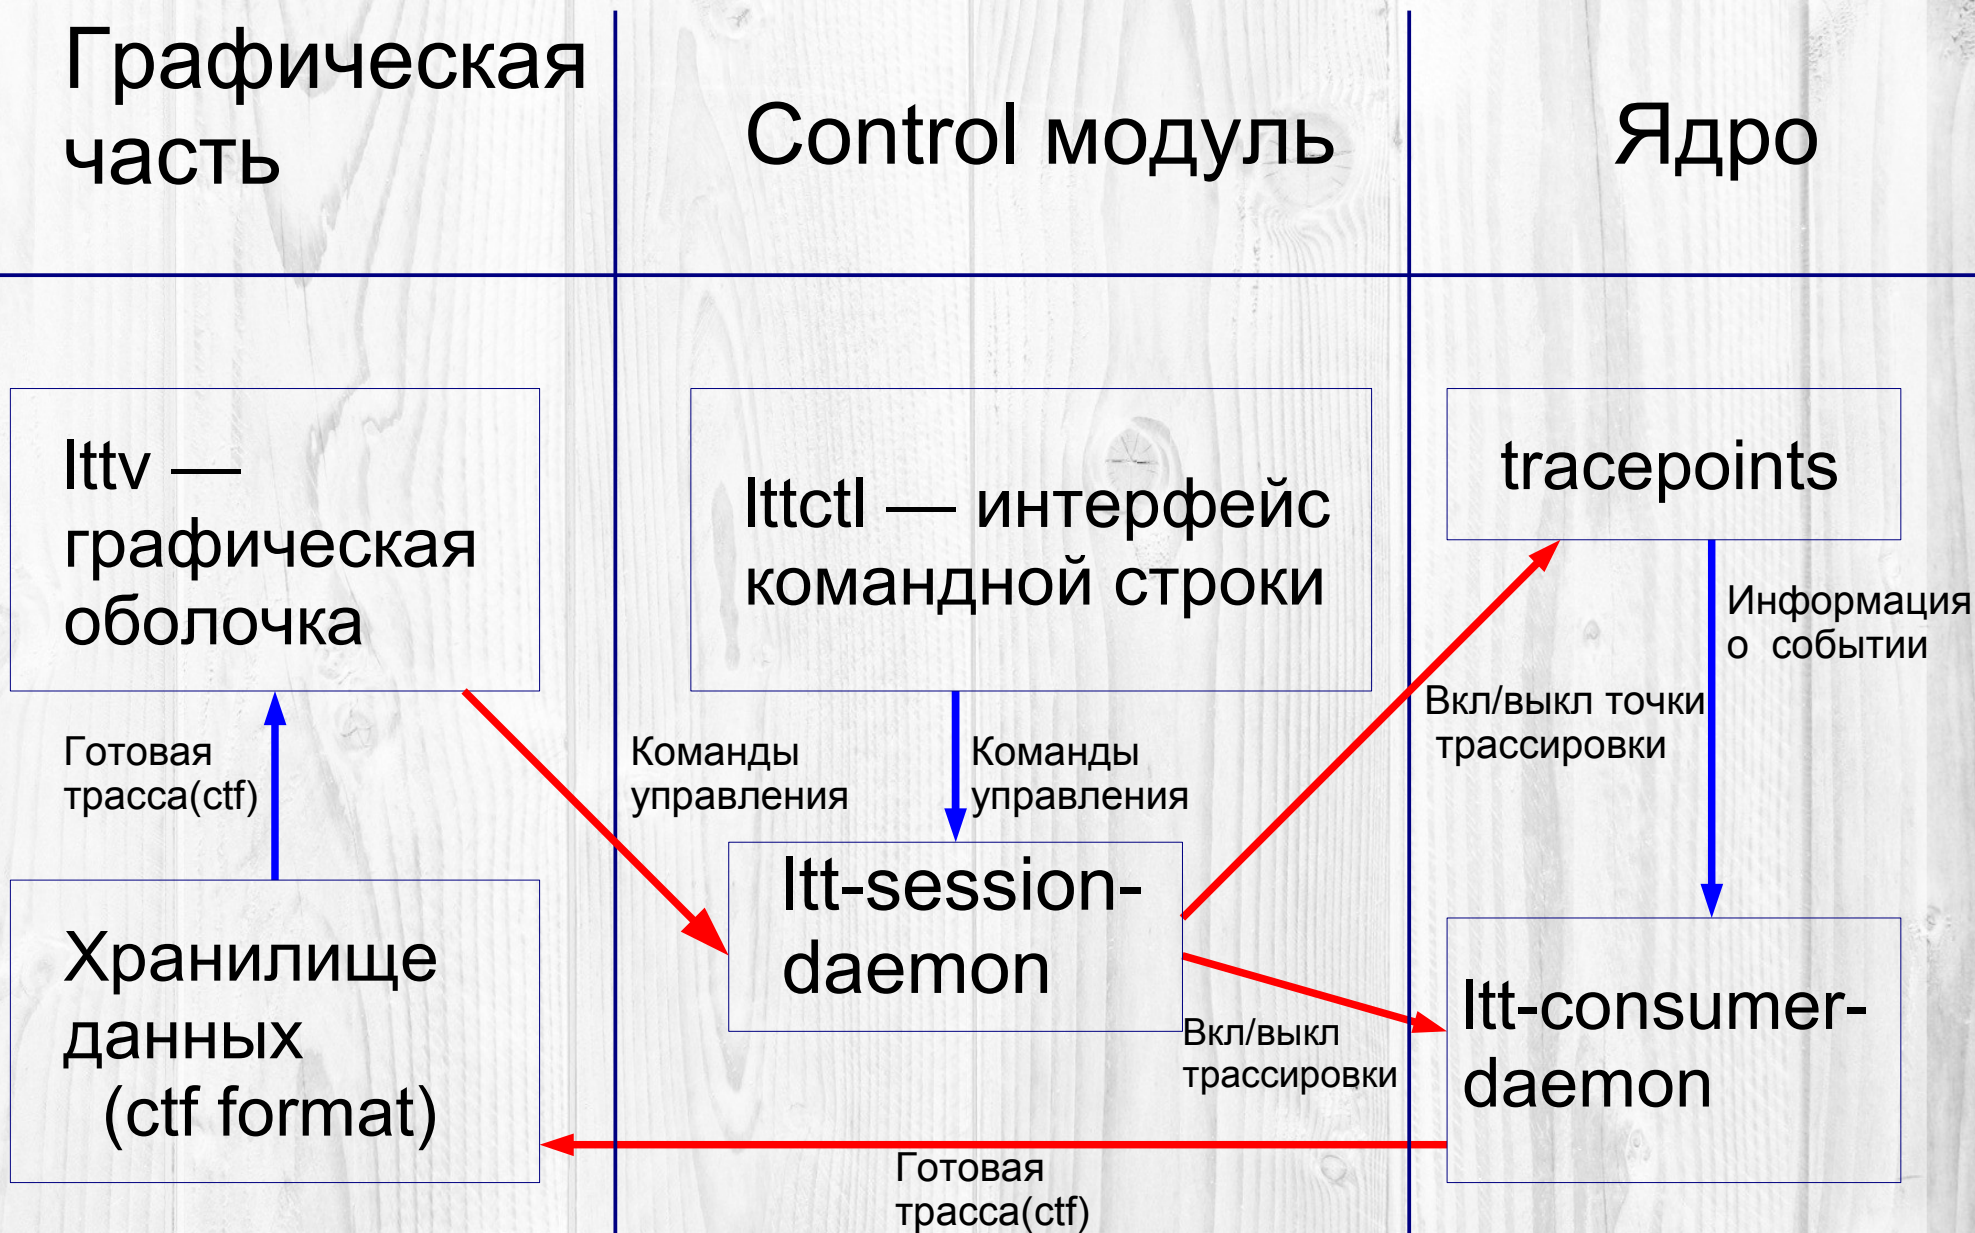 Графическая
часть
Control модуль
Ядро
lttv —
графическая
оболочка
lttctl — интерфейс
командной строки
tracepoints
Информация
о событии
Вкл/выкл точки
трассировки
Готовая
трасса(ctf)
Команды
управления
Команды
управления
ltt-session-
daemon
Хранилище
данных
(ctf format)
Вкл/выкл
трассировки
ltt-consumer-
daemon
Готовая
трасса(ctf)